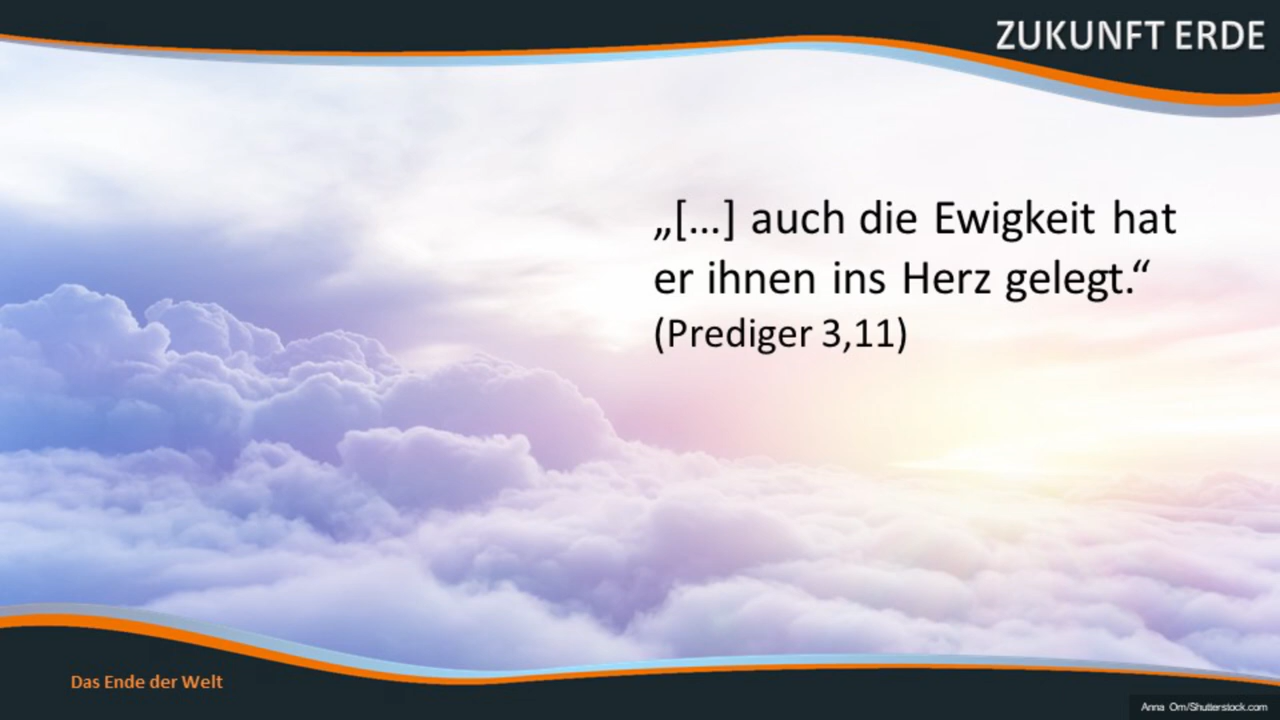 ZUKUNFT ERDE
„[...] auch die Ewigkeit hat
er ihnen ins Herz gelegt.“
(Prediger 3,11)
Das Ende der Welt
Anna Om/Shutterstock.com